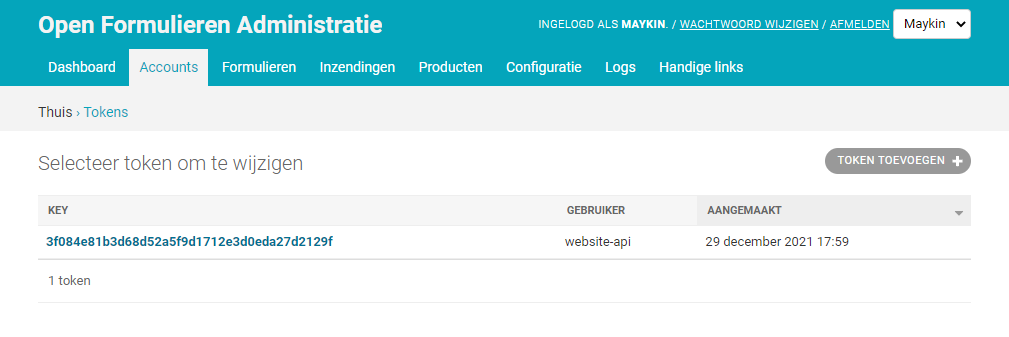 Open Formulieren Administratie
INGELOGD ALS MAYKIN. / WACHTWOORD WIJZIGEN / AFMELDEN Maykin
Dashboard Accounts Formulieren Inzendingen Producten Configuratie Logs Handige links
Thuis › Tokens
Selecteer token om te wijzigen
TOKEN TOEVOEGEN +
KEY GEBRUIKER AANGEMAAKT
3f084e81b3d68d52a5f9d1712e3d0eda27d2129f website-api 29 december 2021 17:59
1 token